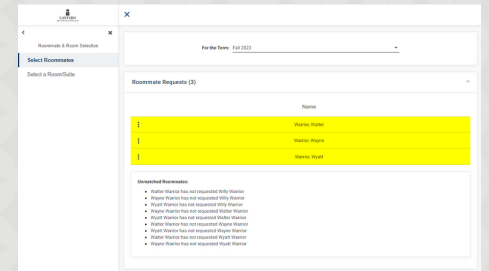 EASTERN
Roommate & Room Selection
Select Roommates
Select a Room/Suite
For the Term: Fall 2023
Roommate Requests (3)
Name
Warrior, Walter
Warrior, Wayne
Warrior, Wyatt
Unmatched Roommates:
Walter Warrior has not requested Willy Warrior
Wayne Warrior has not requested Willy Warrior
Wyatt Warrior has not requested Willy Warrior
Wayne Warrior has not requested Walter Warrior
Wyatt Warrior has not requested Walter Warrior
Walter Warrior has not requested Wayne Warrior
Wyatt Warrior has not requested Wayne Warrior
Walter Warrior has not requested Wyatt Warrior
Wayne Warrior has not requested Wyatt Warrior